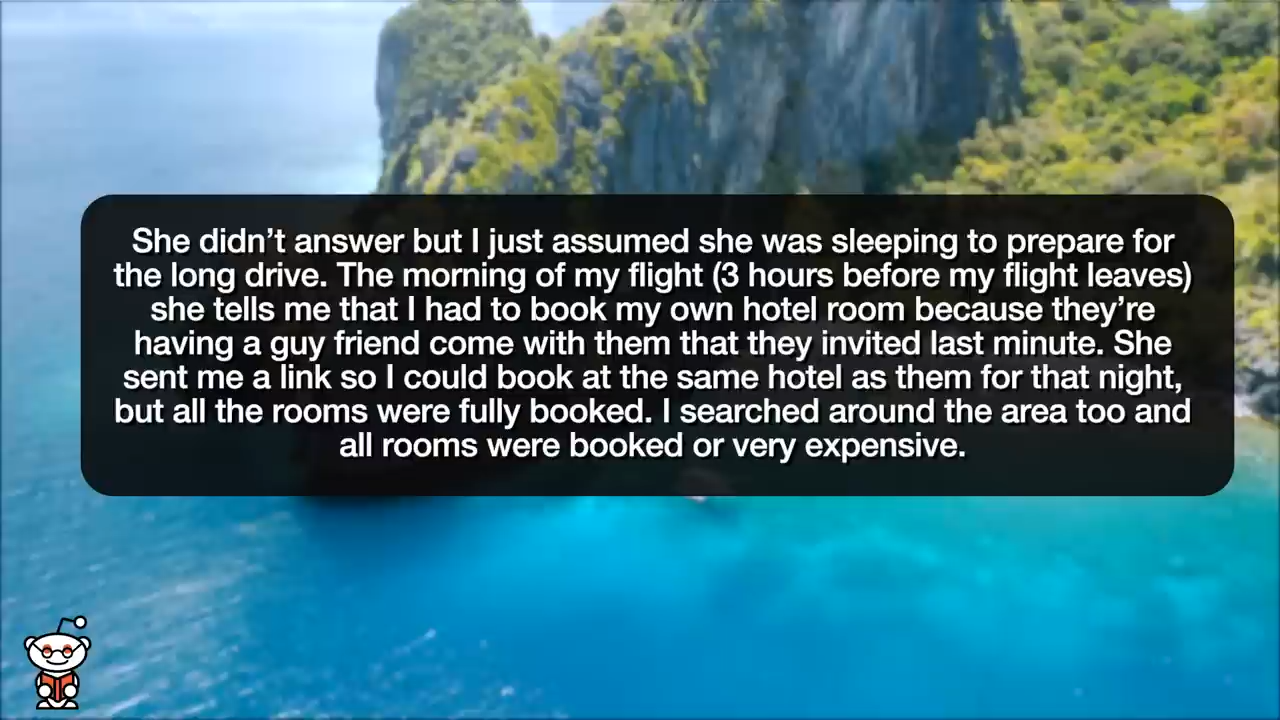 She didn’t answer but I just assumed she was sleeping to prepare for
the long drive. The morning of my flight (3 hours before my flight leaves)
she tells me that I had to book my own hotel room because they’re
having a guy friend come with them that they invited last minute. She
sent me a link so I could book at the same hotel as them for that night,
but all the rooms were fully booked. I searched around the area too and
all rooms were booked or very expensive.